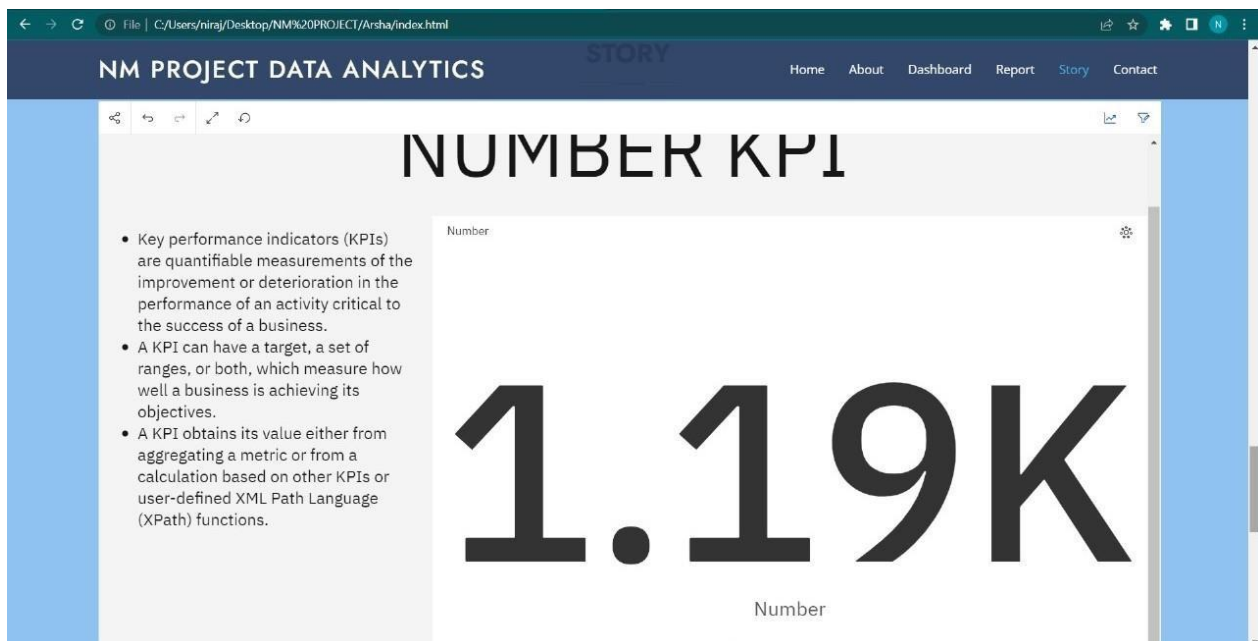 File | C:/Users/niraj/Desktop/NM%20PROJECT/Arsha/index.html
N
STORY
NM PROJECT DATA ANALYTICS
Home About Dashboard Report Story Contact
NUMBER KPI
• Key performance indicators (KPIs)
are quantifiable measurements of the
improvement or deterioration in the
performance of an activity critical to
the success of a business.
• A KPI can have a target, a set of
ranges, or both, which measure how
well a business is achieving its
objectives.
• A KPI obtains its value either from
aggregating a metric or from a
calculation based on other KPIs or
user-defined XML Path Language
(XPath) functions.
Number
1.19K
Number